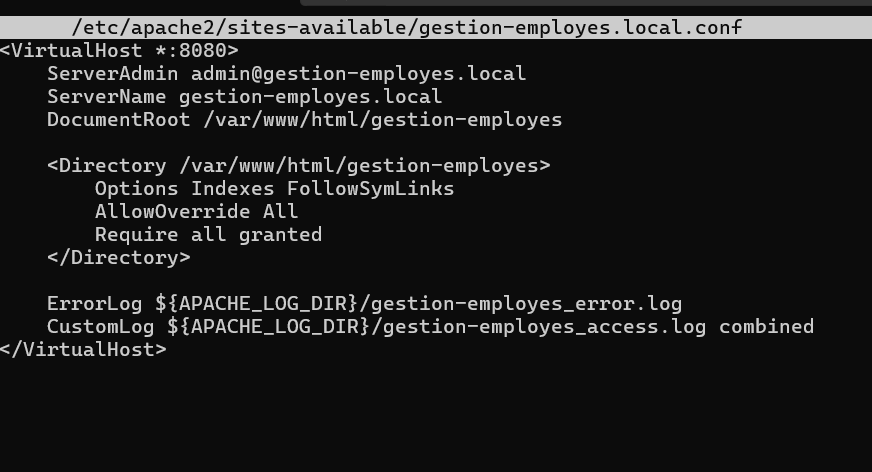 /etc/apache2/sites-available/gestion-employes.local.conf
<VirtualHost *:8080>
    ServerAdmin admin@gestion-employes.local
    ServerName gestion-employes.local
    DocumentRoot /var/www/html/gestion-employes

    <Directory /var/www/html/gestion-employes>
        Options Indexes FollowSymLinks
        AllowOverride All
        Require all granted
    </Directory>

    ErrorLog ${APACHE_LOG_DIR}/gestion-employes_error.log
    CustomLog ${APACHE_LOG_DIR}/gestion-employes_access.log combined
</VirtualHost>